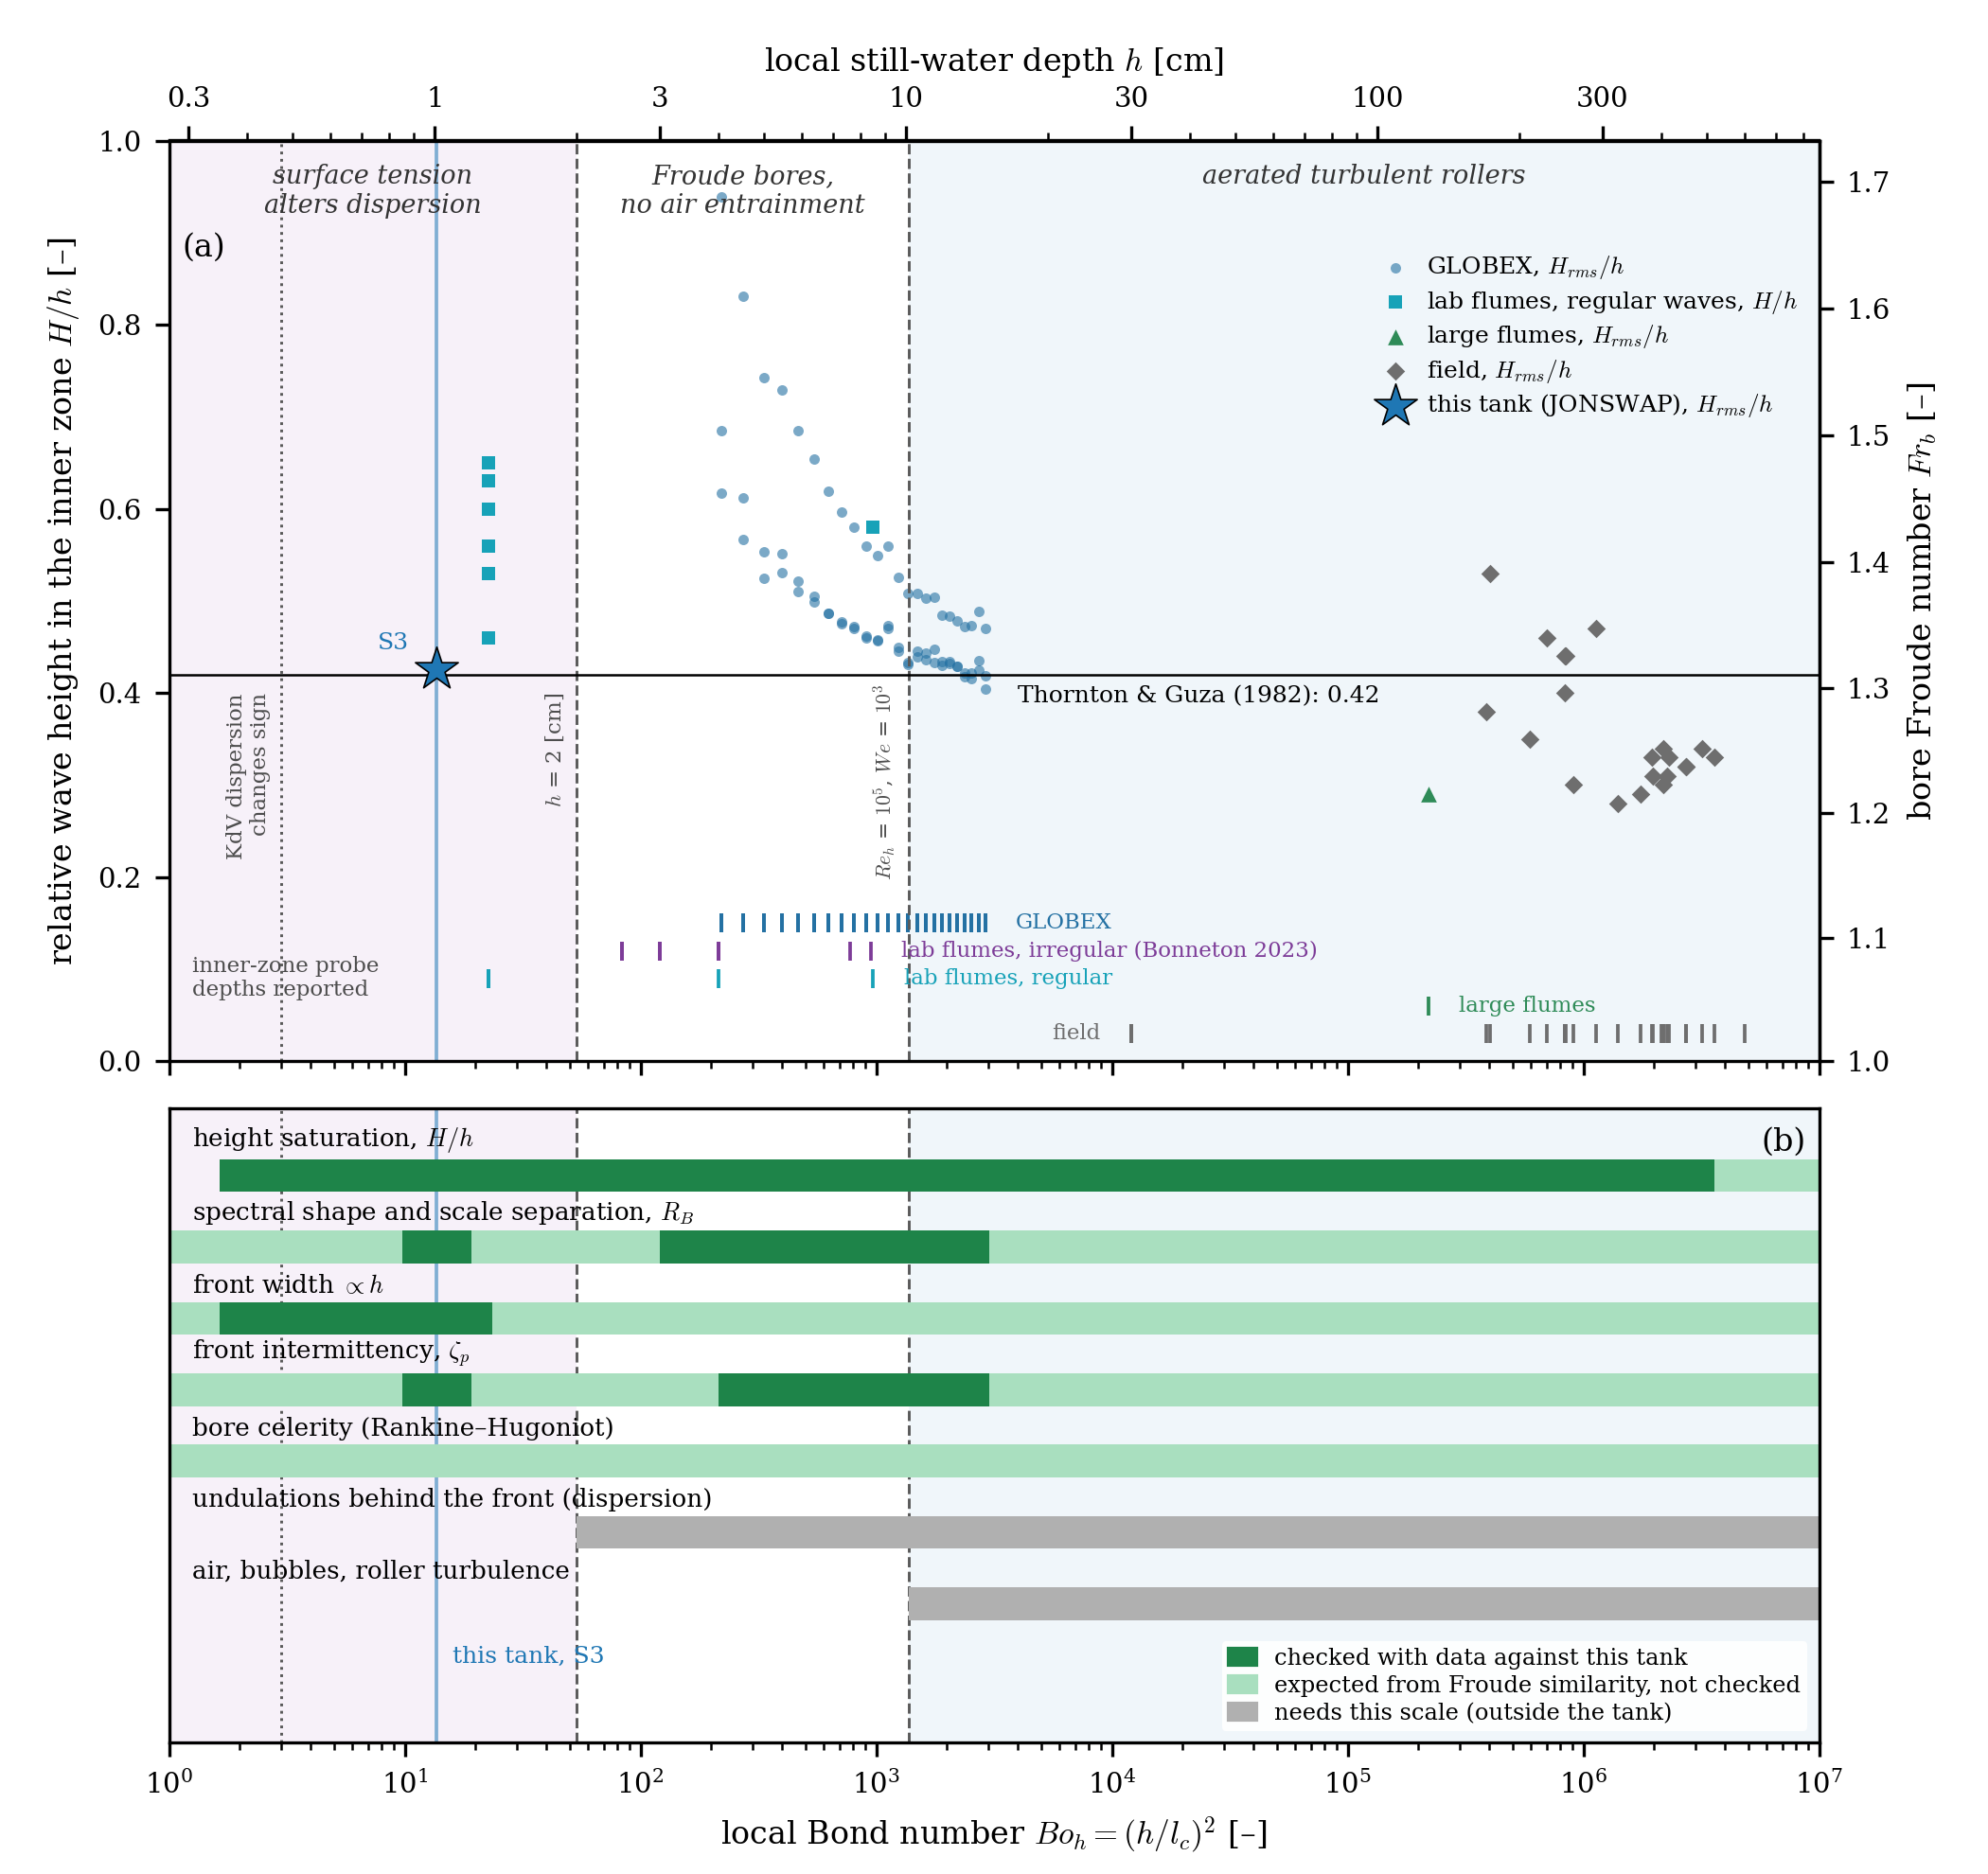 local still-water depth h [cm]
0.3 1 3 10 30 100 300
relative wave height in the inner zone H/h [–]
1.0
0.8
0.6
0.4
0.2
0.0
bore Froude number Fr_b [–]
1.7
1.6
1.5
1.4
1.3
1.2
1.1
1.0
surface tension
alters dispersion
Froude bores,
no air entrainment
aerated turbulent rollers
(a)
GLOBEX, H_rms/h
lab flumes, regular waves, H/h
large flumes, H_rms/h
field, H_rms/h
this tank (JONSWAP), H_rms/h
S3
Thornton & Guza (1982): 0.42
KdV dispersion
changes sign
h = 2 [cm]
Re_h = 10^5, We = 10^3
GLOBEX
lab flumes, irregular (Bonneton 2023)
inner-zone probe
depths reported
lab flumes, regular
large flumes
field
height saturation, H/h
(b)
spectral shape and scale separation, R_B
front width ∝ h
front intermittency, ζ_p
bore celerity (Rankine–Hugoniot)
undulations behind the front (dispersion)
air, bubbles, roller turbulence
this tank, S3
checked with data against this tank
expected from Froude similarity, not checked
needs this scale (outside the tank)
10^0 10^1 10^2 10^3 10^4 10^5 10^6 10^7
local Bond number Bo_h = (h/l_c)^2 [–]